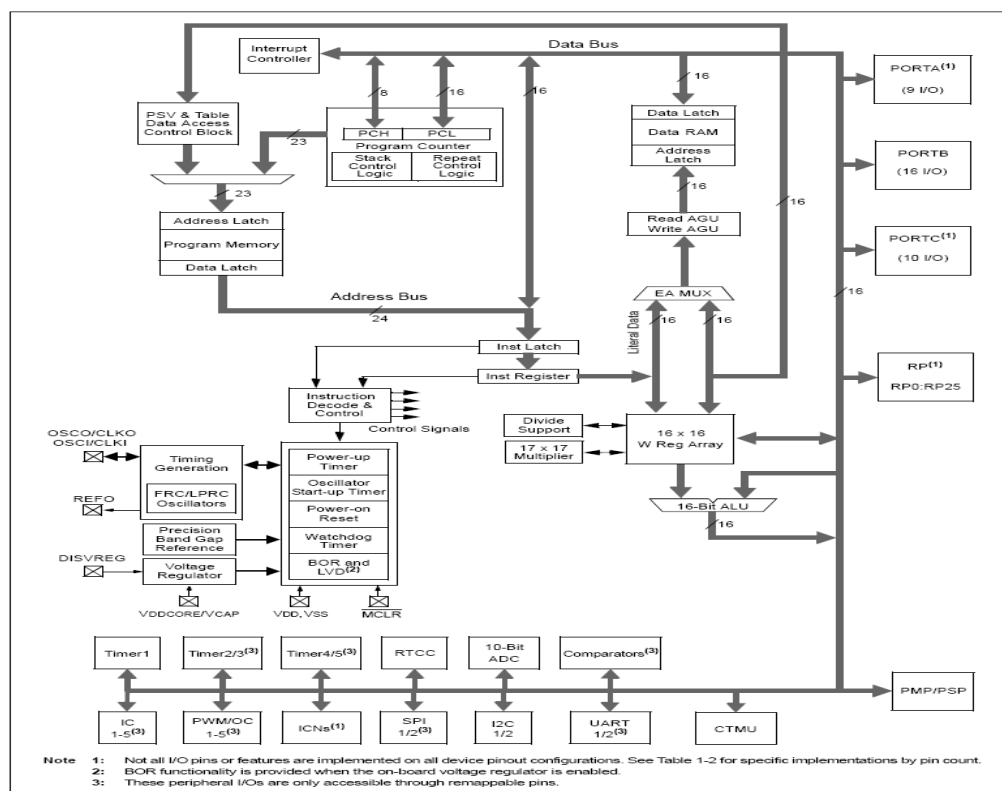 Data Bus
Interrupt
Controller
16
8
16
16
PORTA(1)
(9 I/O)
PSV & Table
Data Access
Control Block
23
PCH
PCL
Program Counter
Stack
Control
Logic
Repeat
Control
Logic
Data Latch
Data RAM
Address
Latch
PORTB
(16 I/O)
23
16
16
Address Latch
Program Memory
Data Latch
Read AGU
Write AGU
PORTC(1)
(10 I/O)
Address Bus
24
EA MUX
16
Literal Data
16
16
Inst Latch
Inst Register
RP(1)
RP0:RP25
Instruction
Decode &
Control
Control Signals
Divide
Support
17 x 17
Multiplier
16 x 16
W Reg Array
OSCO/CLKO
OSCI/CLKI
Timing
Generation
FRC/LPRC
Oscillators
REFO
Power-up
Timer
Oscillator
Start-up Timer
Power-on
Reset
Watchdog
Timer
BOR and
LVD(2)
16-Bit ALU
16
Precision
Band Gap
Reference
DISVREG
Voltage
Regulator
VDDCORE/VCAP
VDD, VSS
MCLR
Timer1
Timer2/3(3)
Timer4/5(3)
RTCC
10-Bit
ADC
Comparators(3)
PMP/PSP
IC
1-5(3)
PWM/OC
1-5(3)
ICNs(1)
SPI
1/2(3)
I2C
1/2
UART
1/2(3)
CTMU
Note 1: Not all I/O pins or features are implemented on all device pinout configurations. See Table 1-2 for specific implementations by pin count.
2: BOR functionality is provided when the on-board voltage regulator is enabled.
3: These peripheral I/Os are only accessible through remappable pins.